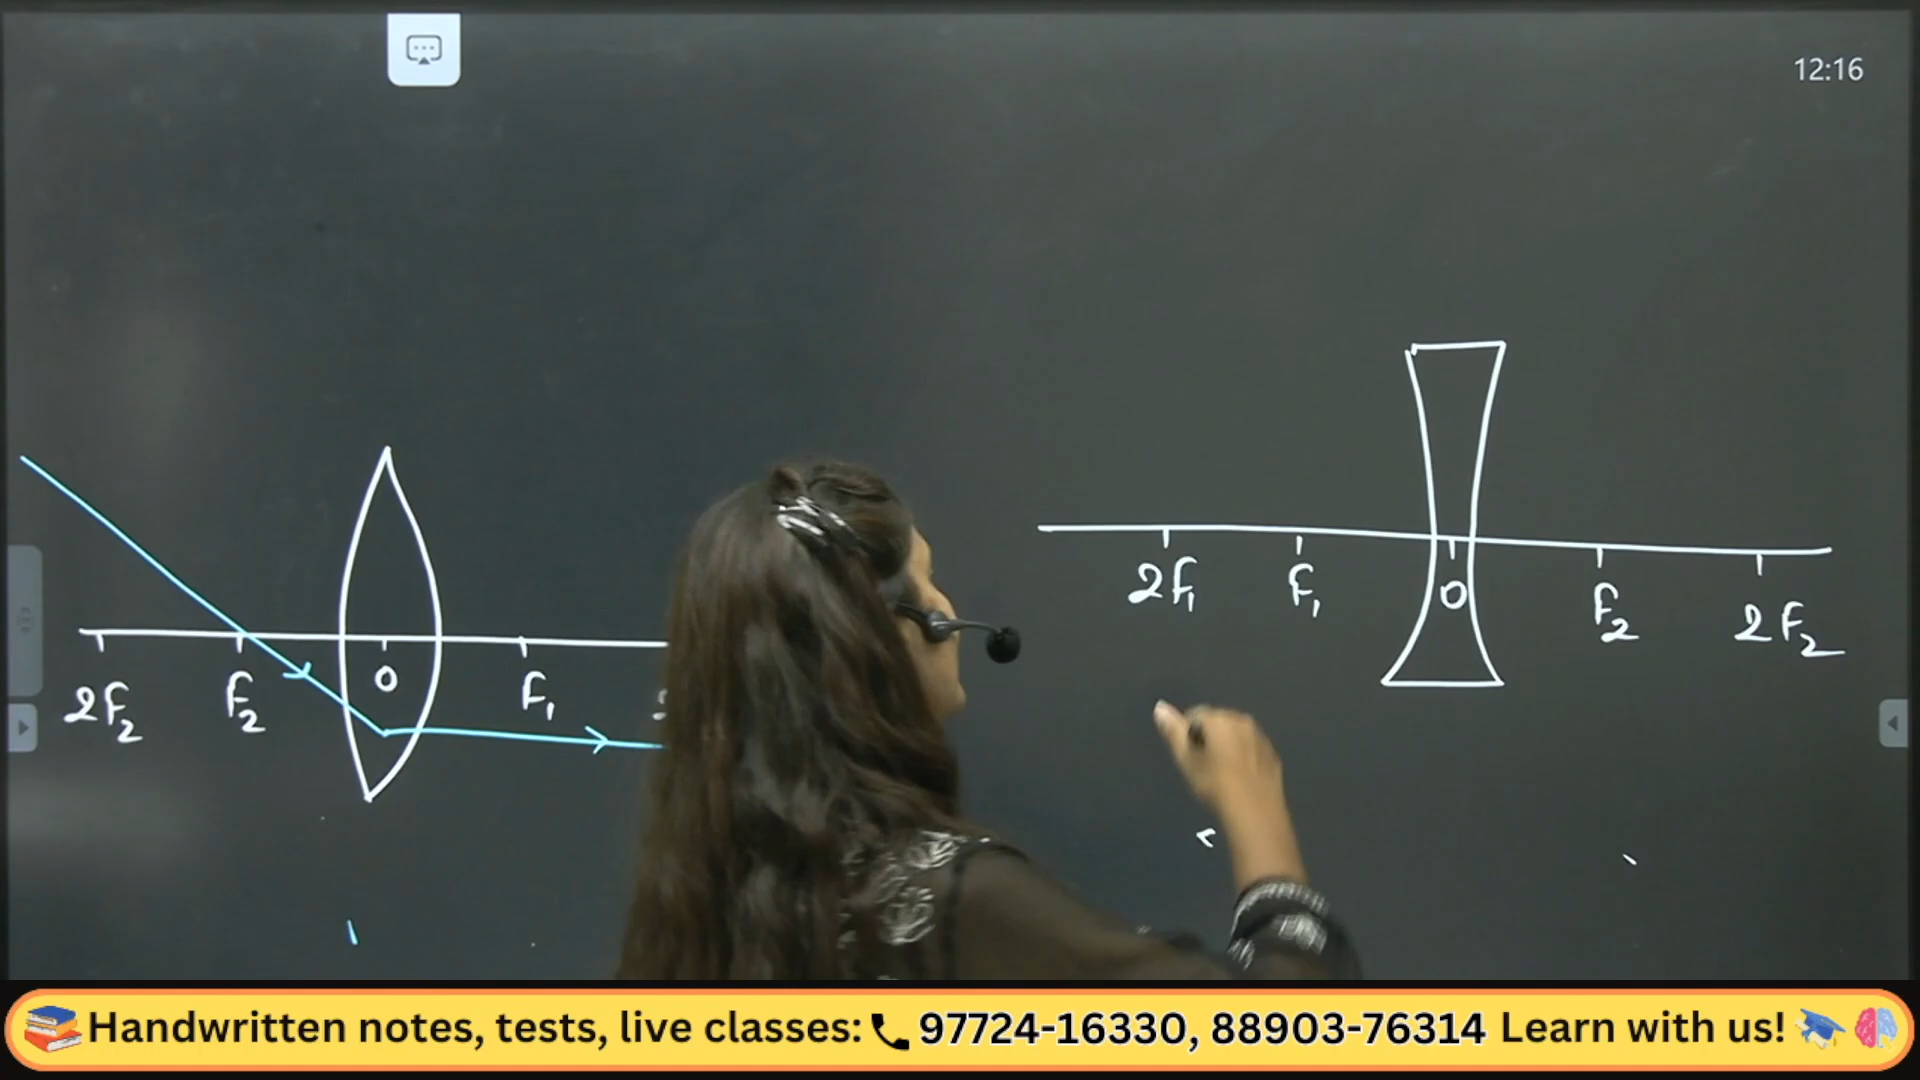 12:16
2F₂ F₂ O F₁
2F₁ F₁ O F₂ 2F₂
Handwritten notes, tests, live classes: 97724-16330, 88903-76314 Learn with us!